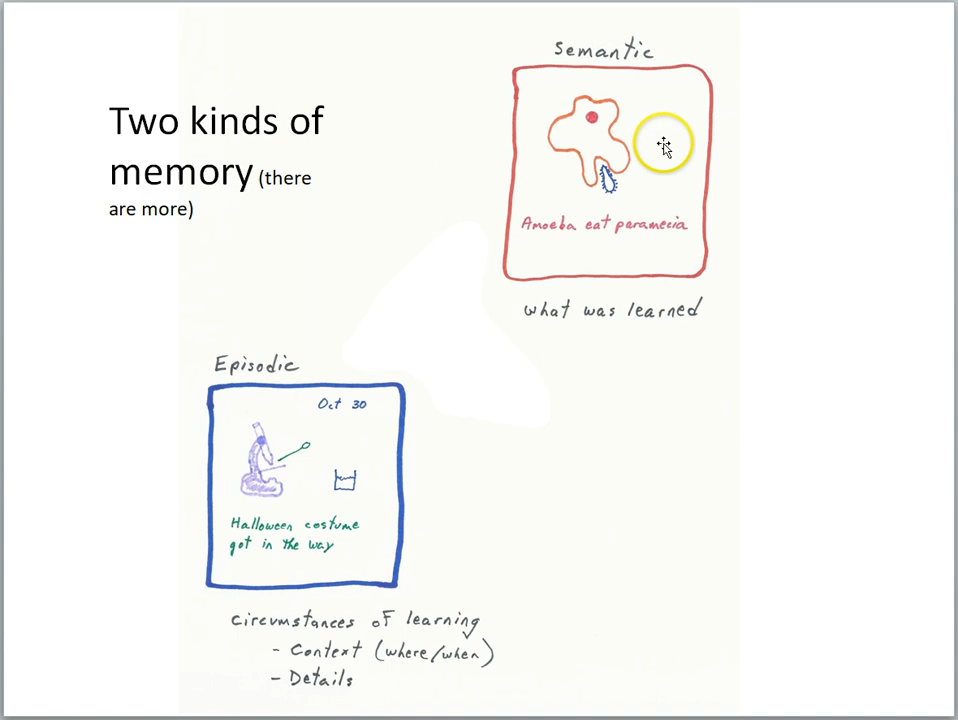 Two kinds of
memory (there
are more)
Semantic
Amoeba eat paramecia
what was learned
Episodic
Oct 30
Halloween costume
got in the way
circumstances of learning
- Context (where/when)
- Details